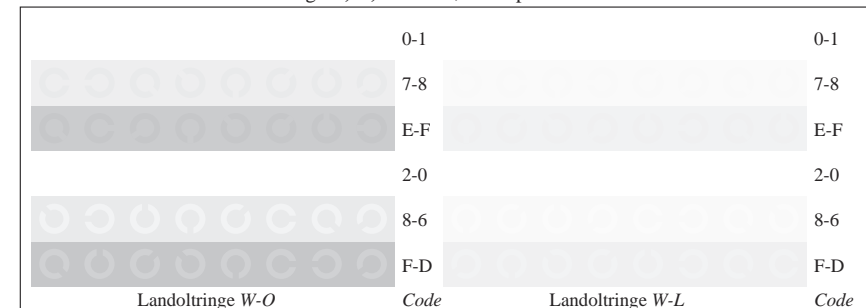 0-1 0-1
7-8 7-8
E-F E-F
2-0 2-0
8-6 8-6
F-D F-D
Landoltringe W-O Code Landoltringe W-L Code